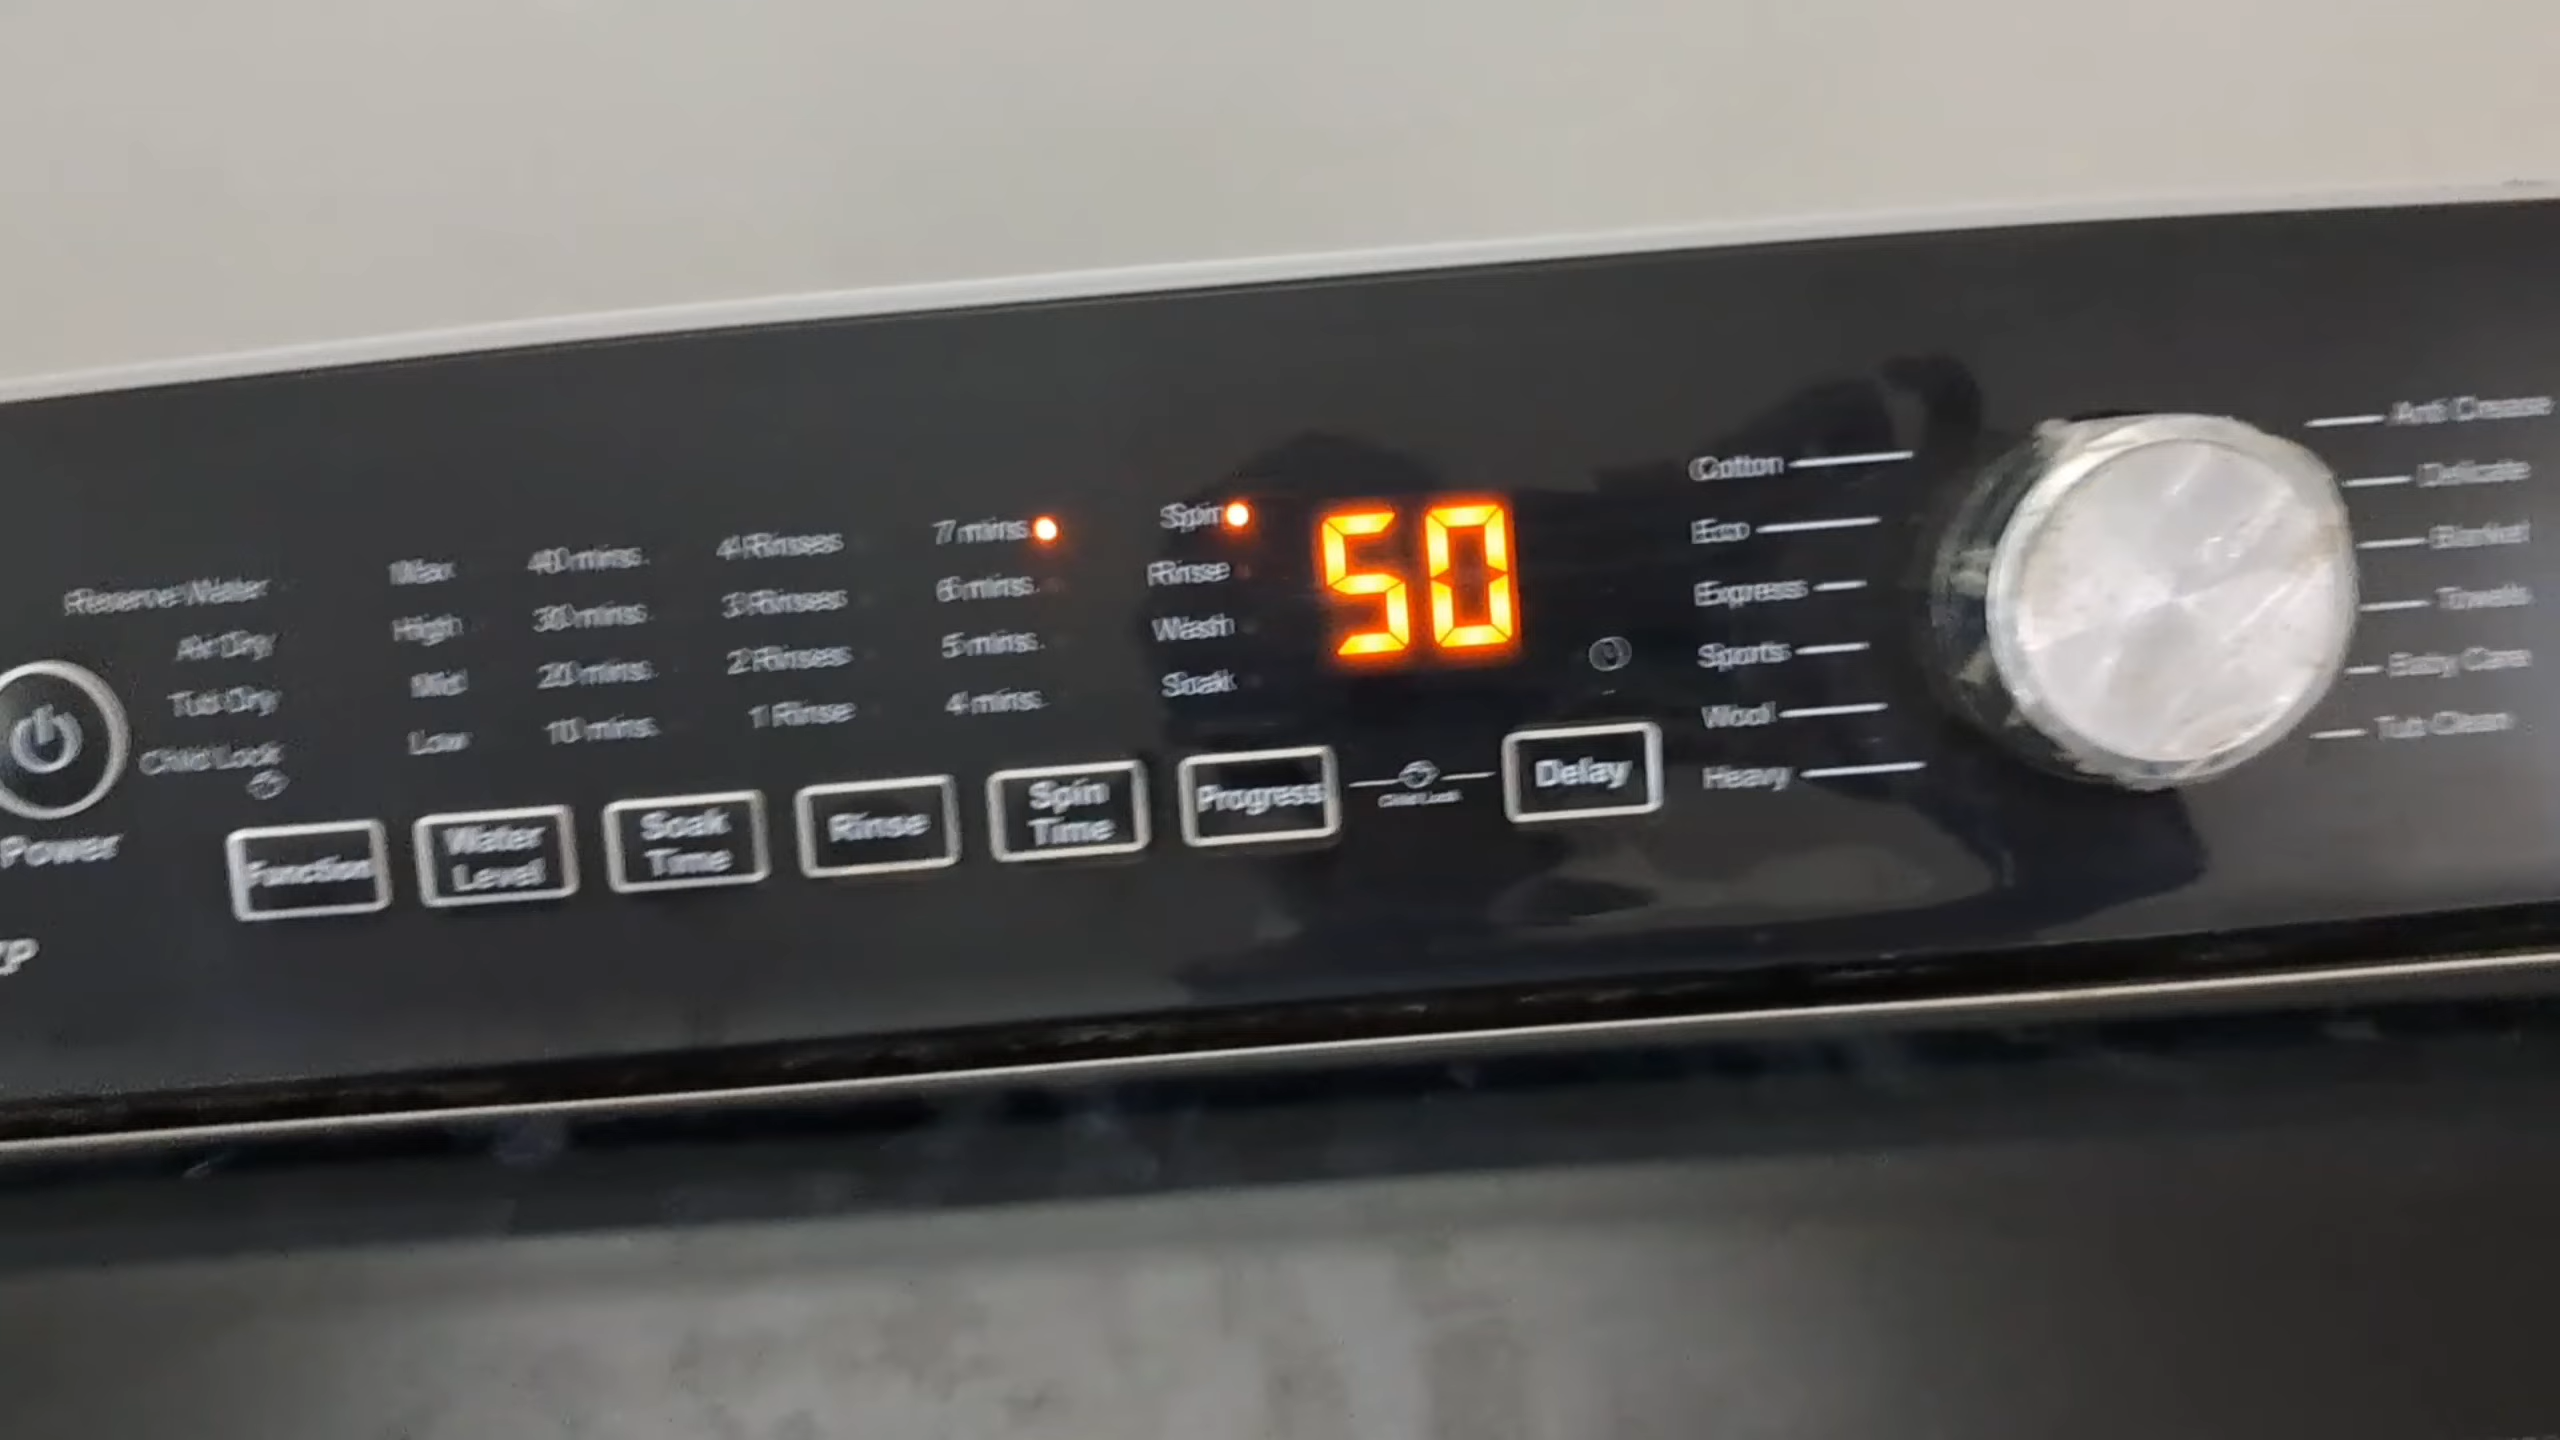 Reserve Water
Air Dry
Tub Dry
Child Lock
Power
Max
High
Mid
Low
40 mins.
30 mins.
20 mins.
10 mins.
4 Rinses
3 Rinses
2 Rinses
1 Rinse
7 mins.
6 mins.
5 mins.
4 mins.
Spin
Rinse
Wash
Soak
50
Function
Water
Level
Soak
Time
Rinse
Spin
Time
Progress
Child Lock
Delay
Cotton
Eco
Express
Sports
Wool
Heavy
Anti Crease
Delicate
Blanket
Towels
Baby Care
Tub Clean